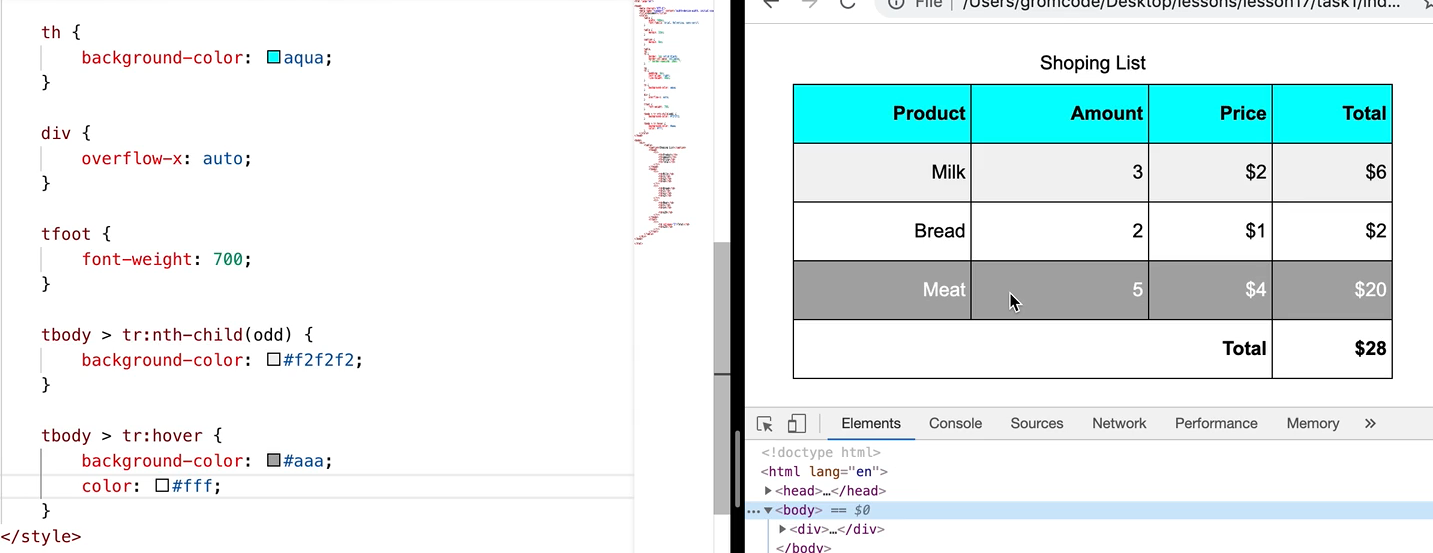 th {
background-color: aqua;
}
div {
overflow-x: auto;
}
tfoot {
font-weight: 700;
}
tbody > tr:nth-child(odd) {
background-color: #f2f2f2;
}
tbody > tr:hover {
background-color: #aaa;
color: #fff;
}
</style>
File /Users/gromcode/Desktop/lessons/lesson17/task1/ind...
Shoping List
Product Amount Price Total
Milk 3 $2 $6
Bread 2 $1 $2
Meat 5 $4 $20
Total $28
Elements Console Sources Network Performance Memory
<!doctype html>
<html lang="en">
<head>…</head>
<body> == $0
<div>…</div>
</body>